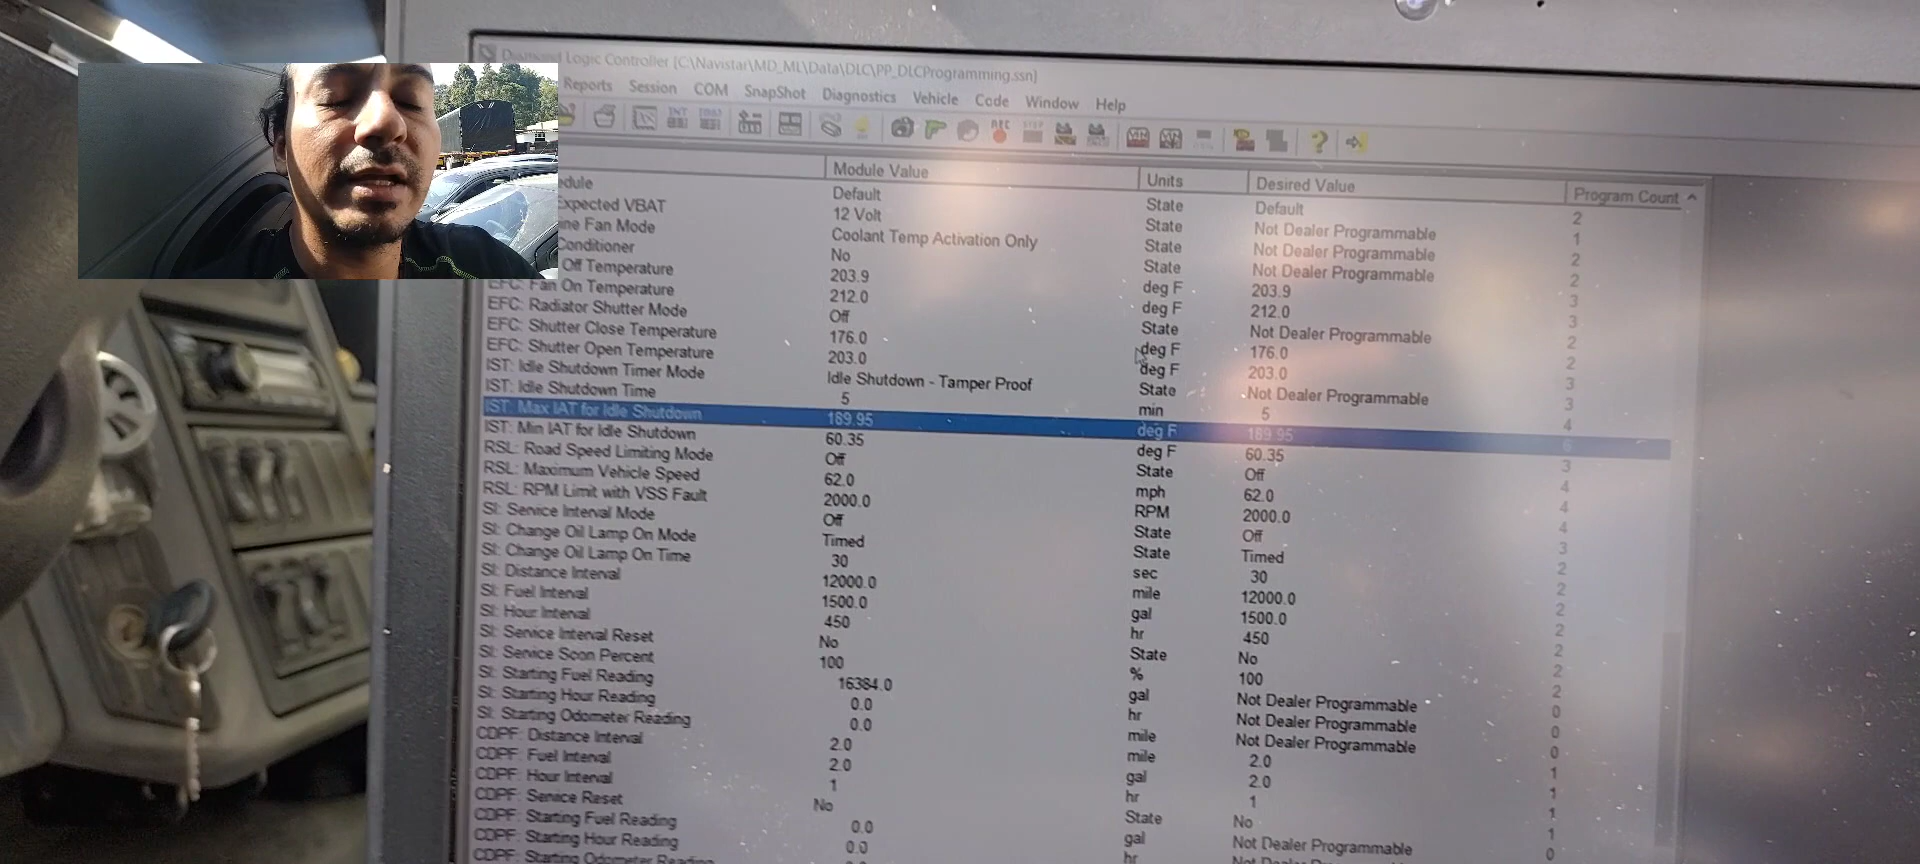 Diamond Logic Controller [C:\Navistar\MD_ML\Data\DLC\PP_DLCProgramming.ssn]
Reports Session COM SnapShot Diagnostics Vehicle Code Window Help
REC
Module Value Units Desired Value Program Count
edule Default State Default 2
Expected VBAT 12 Volt State Not Dealer Programmable 1
ine Fan Mode Coolant Temp Activation Only State Not Dealer Programmable 2
Conditioner No State Not Dealer Programmable 2
Off Temperature 203.9 deg F 203.9 3
EFC: Fan On Temperature 212.0 deg F 212.0 3
EFC: Radiator Shutter Mode Off State Not Dealer Programmable 2
EFC: Shutter Close Temperature 176.0 deg F 176.0 2
EFC: Shutter Open Temperature 203.0 deg F 203.0 3
IST: Idle Shutdown Timer Mode Idle Shutdown - Tamper Proof State Not Dealer Programmable 3
IST: Idle Shutdown Time 5 min 5 4
IST: Max IAT for Idle Shutdown 189.95 deg F 189.95 6
IST: Min IAT for Idle Shutdown 60.35 deg F 60.35 3
RSL: Road Speed Limiting Mode Off State Off 4
RSL: Maximum Vehicle Speed 62.0 mph 62.0 4
RSL: RPM Limit with VSS Fault 2000.0 RPM 2000.0 4
SI: Service Interval Mode Off State Off 3
SI: Change Oil Lamp On Mode Timed State Timed 2
SI: Change Oil Lamp On Time 30 sec 30 2
SI: Distance Interval 12000.0 mile 12000.0 2
SI: Fuel Interval 1500.0 gal 1500.0 2
SI: Hour Interval 450 hr 450 2
SI: Service Interval Reset No State No 2
SI: Service Soon Percent 100 % 100 2
SI: Starting Fuel Reading 16384.0 gal Not Dealer Programmable 0
SI: Starting Hour Reading 0.0 hr Not Dealer Programmable 0
SI: Starting Odometer Reading 0.0 mile Not Dealer Programmable 0
CDPF: Distance Interval 2.0 mile 2.0 1
CDPF: Fuel Interval 2.0 gal 2.0 1
CDPF: Hour Interval 1 hr 1 1
CDPF: Service Reset No State No 1
CDPF: Starting Fuel Reading 0.0 gal Not Dealer Programmable 0
CDPF: Starting Hour Reading 0.0 hr Not Dealer Programmable
CDPF: Starting Odometer Reading